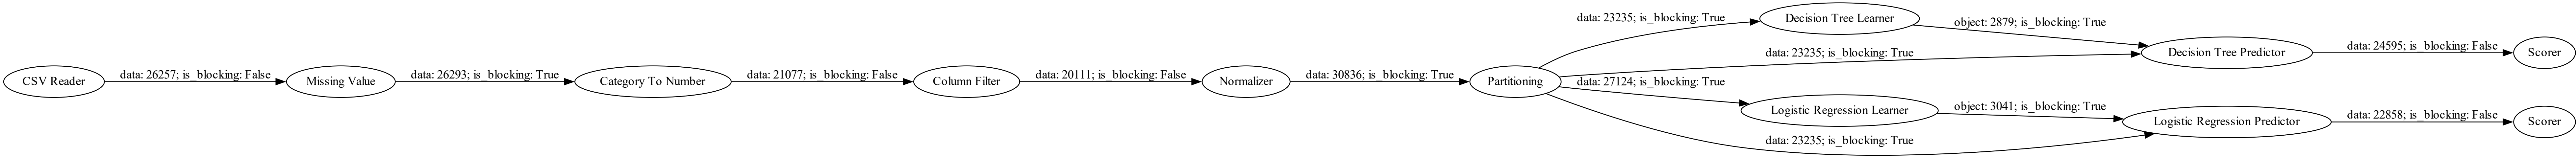 CSV Reader
data: 26257; is_blocking: False
Missing Value
data: 26293; is_blocking: True
Category To Number
data: 21077; is_blocking: False
Column Filter
data: 20111; is_blocking: False
Normalizer
data: 30836; is_blocking: True
Partitioning
data: 23235; is_blocking: True
Decision Tree Learner
object: 2879; is_blocking: True
data: 23235; is_blocking: True
Decision Tree Predictor
data: 24595; is_blocking: False
Scorer
data: 27124; is_blocking: True
Logistic Regression Learner
object: 3041; is_blocking: True
data: 23235; is_blocking: True
Logistic Regression Predictor
data: 22858; is_blocking: False
Scorer